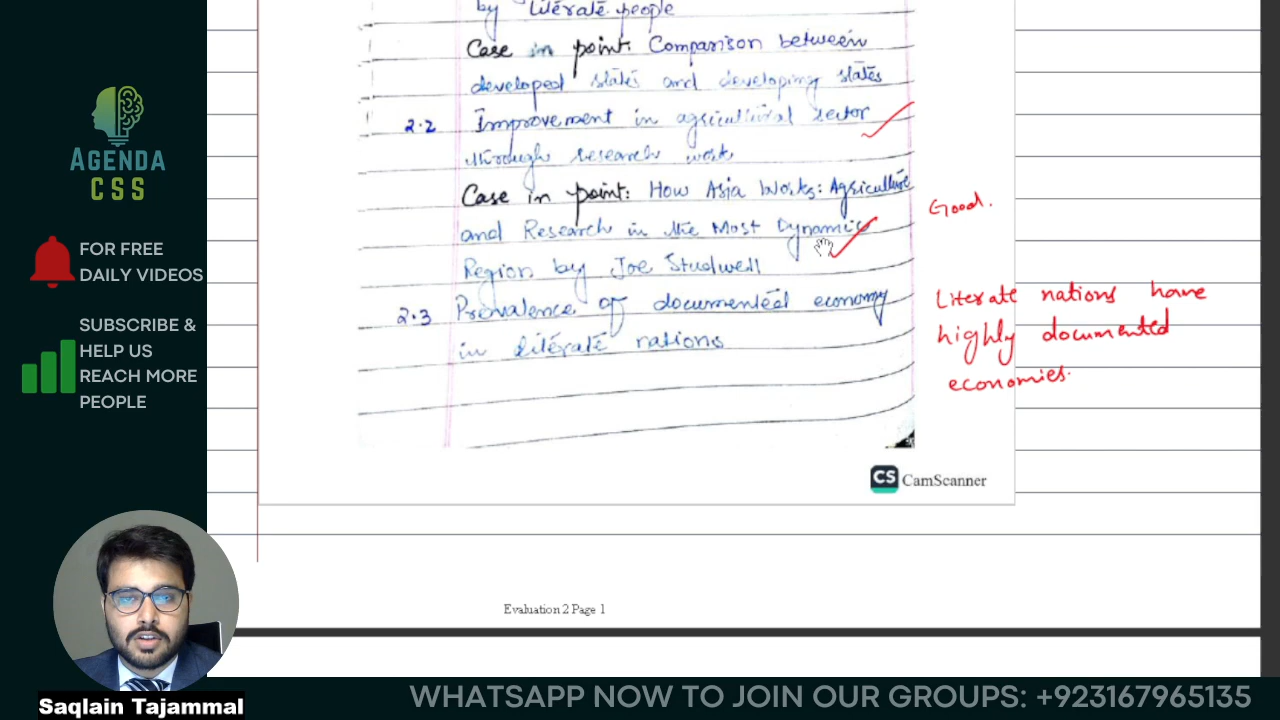 AGENDA
CSS
FOR FREE
DAILY VIDEOS
SUBSCRIBE &
HELP US
REACH MORE
PEOPLE
Saqlain Tajammal
by literate people
Case in point: Comparison between
developed states and developing states
2.2 Improvement in agricultural sector
through research work
Case in point: How Asia Works: Agriculture
and Research in the Most Dynamic
Region by Joe Studwell
2.3 Prevalence of documented economy
in literate nations
Good.
Literate nations have
highly documented
economies.
CS CamScanner
Evaluation 2 Page 1
WHATSAPP NOW TO JOIN OUR GROUPS: +923167965135